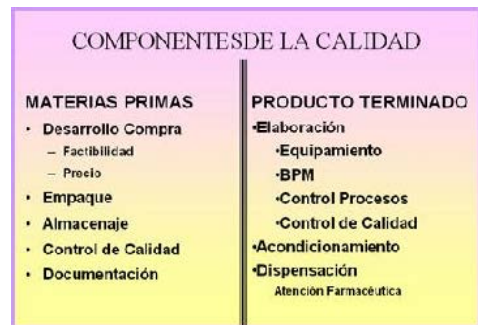 COMPONENTESDE LA CALIDAD
MATERIAS PRIMAS
• Desarrollo Compra
– Factibilidad
– Precio
• Empaque
• Almacenaje
• Control de Calidad
• Documentación
PRODUCTO TERMINADO
•Elaboración
•Equipamiento
•BPM
•Control Procesos
•Control de Calidad
•Acondicionamiento
•Dispensación
Atención Farmacéutica